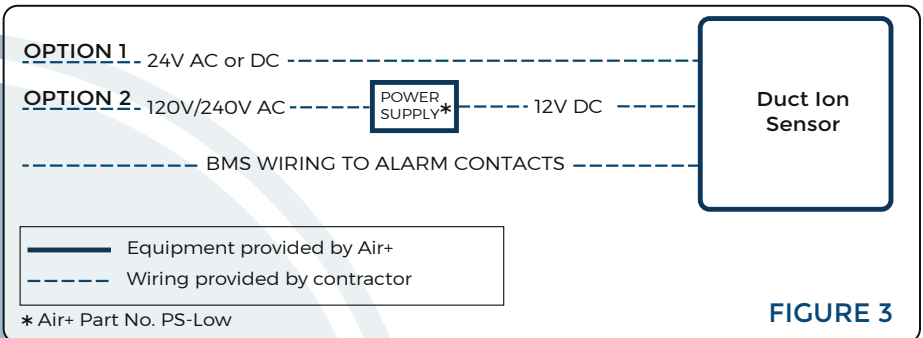 OPTION 1 24V AC or DC
OPTION 2 120V/240V AC
POWER
SUPPLY*
12V DC
BMS WIRING TO ALARM CONTACTS
Duct Ion
Sensor
Equipment provided by Air+
Wiring provided by contractor
* Air+ Part No. PS-Low
FIGURE 3